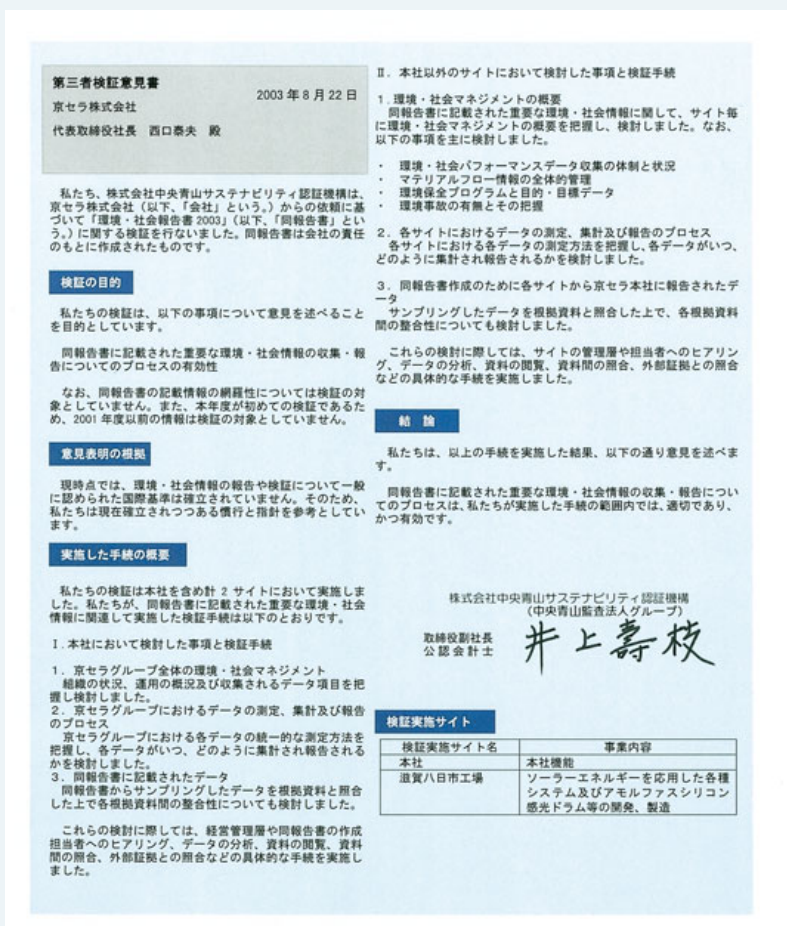 第三者検証意見書
2003年8月22日
京セラ株式会社
代表取締役社長　西口泰夫　殿
私たち、株式会社中央青山サステナビリティ認証機構は、
京セラ株式会社（以下、「会社」という。）からの依頼に基
づいて「環境・社会報告書2003」（以下、「同報告書」とい
う。）に関する検証を行ないました。同報告書は会社の責任
のもとに作成されたものです。
検証の目的
私たちの検証は、以下の事項について意見を述べること
を目的としています。
同報告書に記載された重要な環境・社会情報の収集・報
告についてのプロセスの有効性
なお、同報告書の記載情報の網羅性については検証の対
象としていません。また、本年度が初めての検証であるた
め、2001年度以前の情報は検証の対象としていません。
意見表明の根拠
現時点では、環境・社会情報の報告や検証について一般
に認められた国際基準は確立されていません。そのため、
私たちは現在確立されつつある慣行と指針を参考としてい
ます。
実施した手続の概要
私たちの検証は本社を含め計2サイトにおいて実施しま
した。私たちが、同報告書に記載された重要な環境・社会
情報に関連して実施した検証手続は以下のとおりです。
Ⅰ.本社において検討した事項と検証手続
1．京セラグループ全体の環境・社会マネジメント
組織の状況、運用の概況及び収集されるデータ項目を把
握し検討しました。
2．京セラグループにおけるデータの測定、集計及び報告
のプロセス
京セラグループにおける各データの統一的な測定方法を
把握し、各データがいつ、どのように集計され報告される
かを検討しました。
3．同報告書に記載されたデータ
同報告書からサンプリングしたデータを根拠資料と照合
した上で各根拠資料間の整合性についても検討しました。
これらの検討に際しては、経営管理層や同報告書の作成
担当者へのヒアリング、データの分析、資料の閲覧、資料
間の照合、外部証拠との照合などの具体的な手続を実施し
ました。
Ⅱ．本社以外のサイトにおいて検討した事項と検証手続
1.環境・社会マネジメントの概要
同報告書に記載された重要な環境・社会情報に関して、サイト毎
に環境・社会マネジメントの概要を把握し、検討しました。なお、
以下の事項を主に検討しました。
・　環境・社会パフォーマンスデータ収集の体制と状況
・　マテリアルフロー情報の全体的管理
・　環境保全プログラムと目的・目標データ
・　環境事故の有無とその把握
2．各サイトにおけるデータの測定、集計及び報告のプロセス
各サイトにおける各データの測定方法を把握し、各データがいつ、
どのように集計され報告されるかを検討しました。
3．同報告書作成のために各サイトから京セラ本社に報告されたデ
ータ
サンプリングしたデータを根拠資料と照合した上で、各根拠資料
間の整合性についても検討しました。
これらの検討に際しては、サイトの管理層や担当者へのヒアリン
グ、データの分析、資料の閲覧、資料間の照合、外部証拠との照合
などの具体的な手続を実施しました。
結　論
私たちは、以上の手続を実施した結果、以下の通り意見を述べま
す。
同報告書に記載された重要な環境・社会情報の収集・報告につい
てのプロセスは、私たちが実施した手続の範囲内では、適切であり、
かつ有効です。
株式会社中央青山サステナビリティ認証機構
（中央青山監査法人グループ）
取締役副社長
公認会計士
井上壽枝
検証実施サイト
検証実施サイト名　事業内容
本社　本社機能
滋賀八日市工場　ソーラーエネルギーを応用した各種
システム及びアモルファスシリコン
感光ドラム等の開発、製造